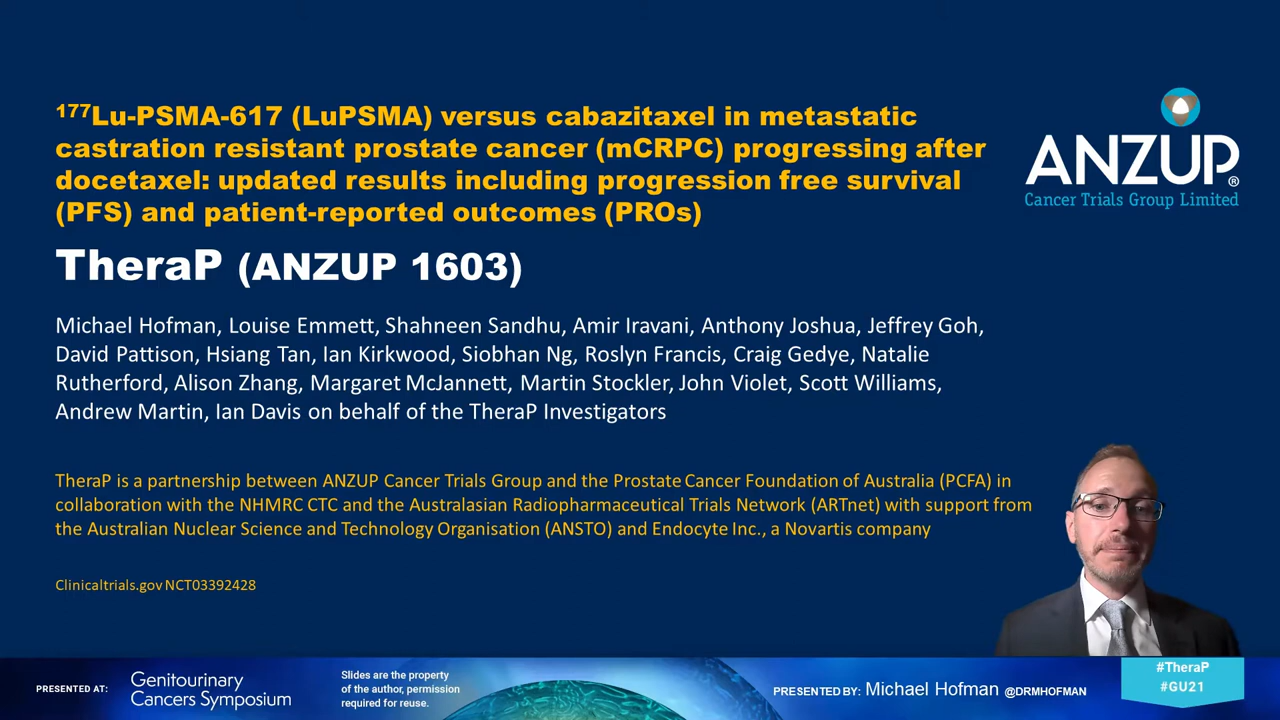 ¹⁷⁷Lu-PSMA-617 (LuPSMA) versus cabazitaxel in metastatic
castration resistant prostate cancer (mCRPC) progressing after
docetaxel: updated results including progression free survival
(PFS) and patient-reported outcomes (PROs)
TheraP (ANZUP 1603)
ANZUP®
Cancer Trials Group Limited
Michael Hofman, Louise Emmett, Shahneen Sandhu, Amir Iravani, Anthony Joshua, Jeffrey Goh,
David Pattison, Hsiang Tan, Ian Kirkwood, Siobhan Ng, Roslyn Francis, Craig Gedye, Natalie
Rutherford, Alison Zhang, Margaret McJannett, Martin Stockler, John Violet, Scott Williams,
Andrew Martin, Ian Davis on behalf of the TheraP Investigators
TheraP is a partnership between ANZUP Cancer Trials Group and the Prostate Cancer Foundation of Australia (PCFA) in
collaboration with the NHMRC CTC and the Australasian Radiopharmaceutical Trials Network (ARTnet) with support from
the Australian Nuclear Science and Technology Organisation (ANSTO) and Endocyte Inc., a Novartis company
Clinicaltrials.gov NCT03392428
PRESENTED AT:
Genitourinary
Cancers Symposium
Slides are the property
of the author, permission
required for reuse.
PRESENTED BY: Michael Hofman @DRMHOFMAN
#TheraP
#GU21